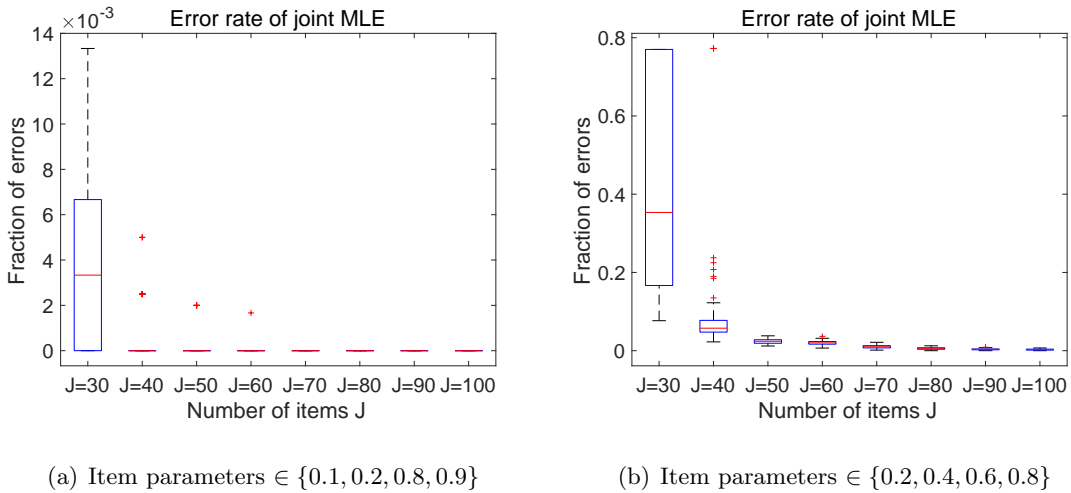 Error rate of joint MLE
×10⁻³
14
12
10
8
6
4
2
0
Fraction of errors
J=30 J=40 J=50 J=60 J=70 J=80 J=90 J=100
Number of items J
(a) Item parameters ∈ {0.1, 0.2, 0.8, 0.9}
Error rate of joint MLE
0.8
0.6
0.4
0.2
0
Fraction of errors
J=30 J=40 J=50 J=60 J=70 J=80 J=90 J=100
Number of items J
(b) Item parameters ∈ {0.2, 0.4, 0.6, 0.8}